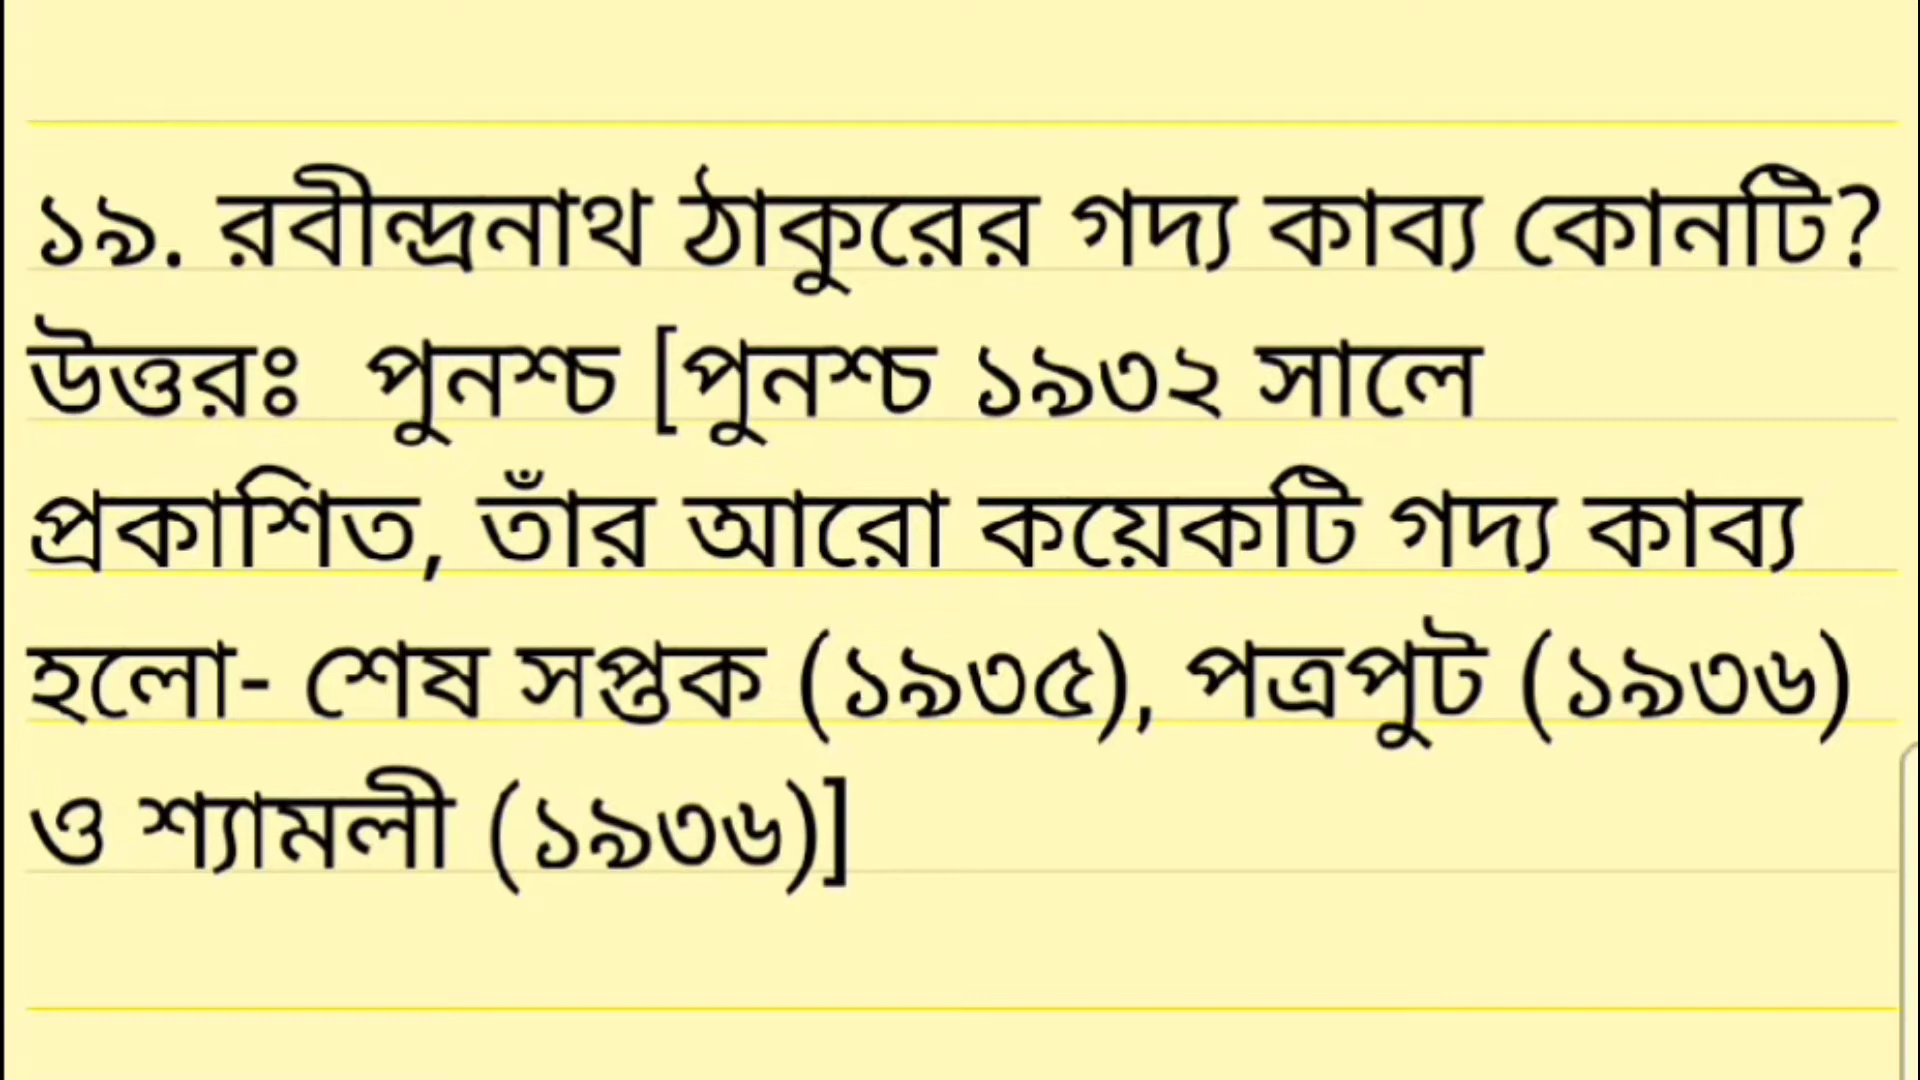 ১৯. রবীন্দ্রনাথ ঠাকুরের গদ্য কাব্য কোনটি?
উত্তরঃ পুনশ্চ [পুনশ্চ ১৯৩২ সালে
প্রকাশিত, তাঁর আরো কয়েকটি গদ্য কাব্য
হলো- শেষ সপ্তক (১৯৩৫), পত্রপুট (১৯৩৬)
ও শ্যামলী (১৯৩৬)]